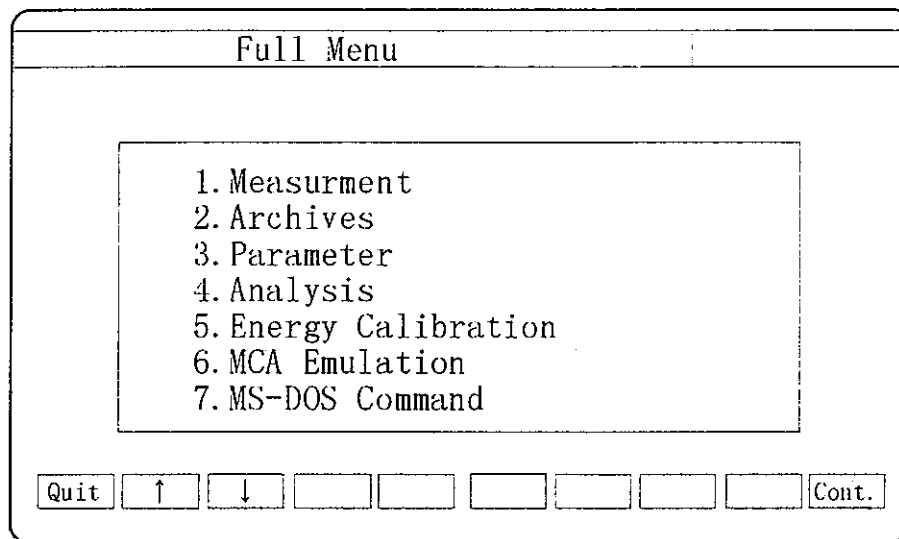 Full Menu
1. Measurment
2. Archives
3. Parameter
4. Analysis
5. Energy Calibration
6. MCA Emulation
7. MS-DOS Command
Quit ↑ ↓ Cont.